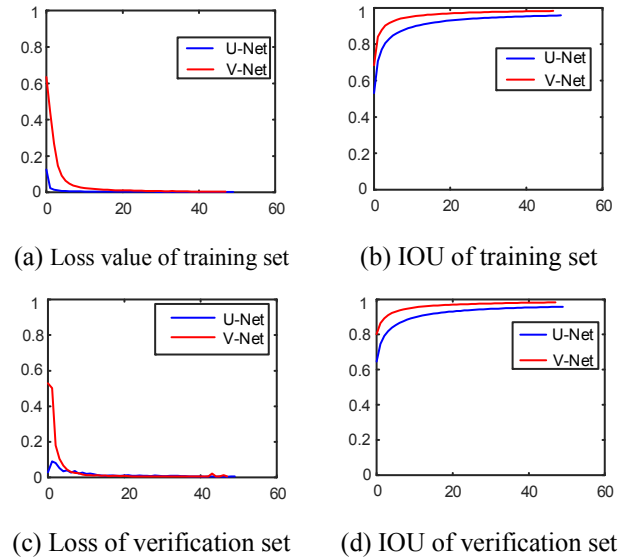 1
0.8
0.6
0.4
0.2
0
0 20 40 60
U-Net
V-Net
(a) Loss value of training set
1
0.8
0.6
0.4
0.2
0
0 20 40 60
U-Net
V-Net
(b) IOU of training set
1
0.8
0.6
0.4
0.2
0
0 20 40 60
U-Net
V-Net
(c) Loss of verification set
1
0.8
0.6
0.4
0.2
0
0 20 40 60
U-Net
V-Net
(d) IOU of verification set